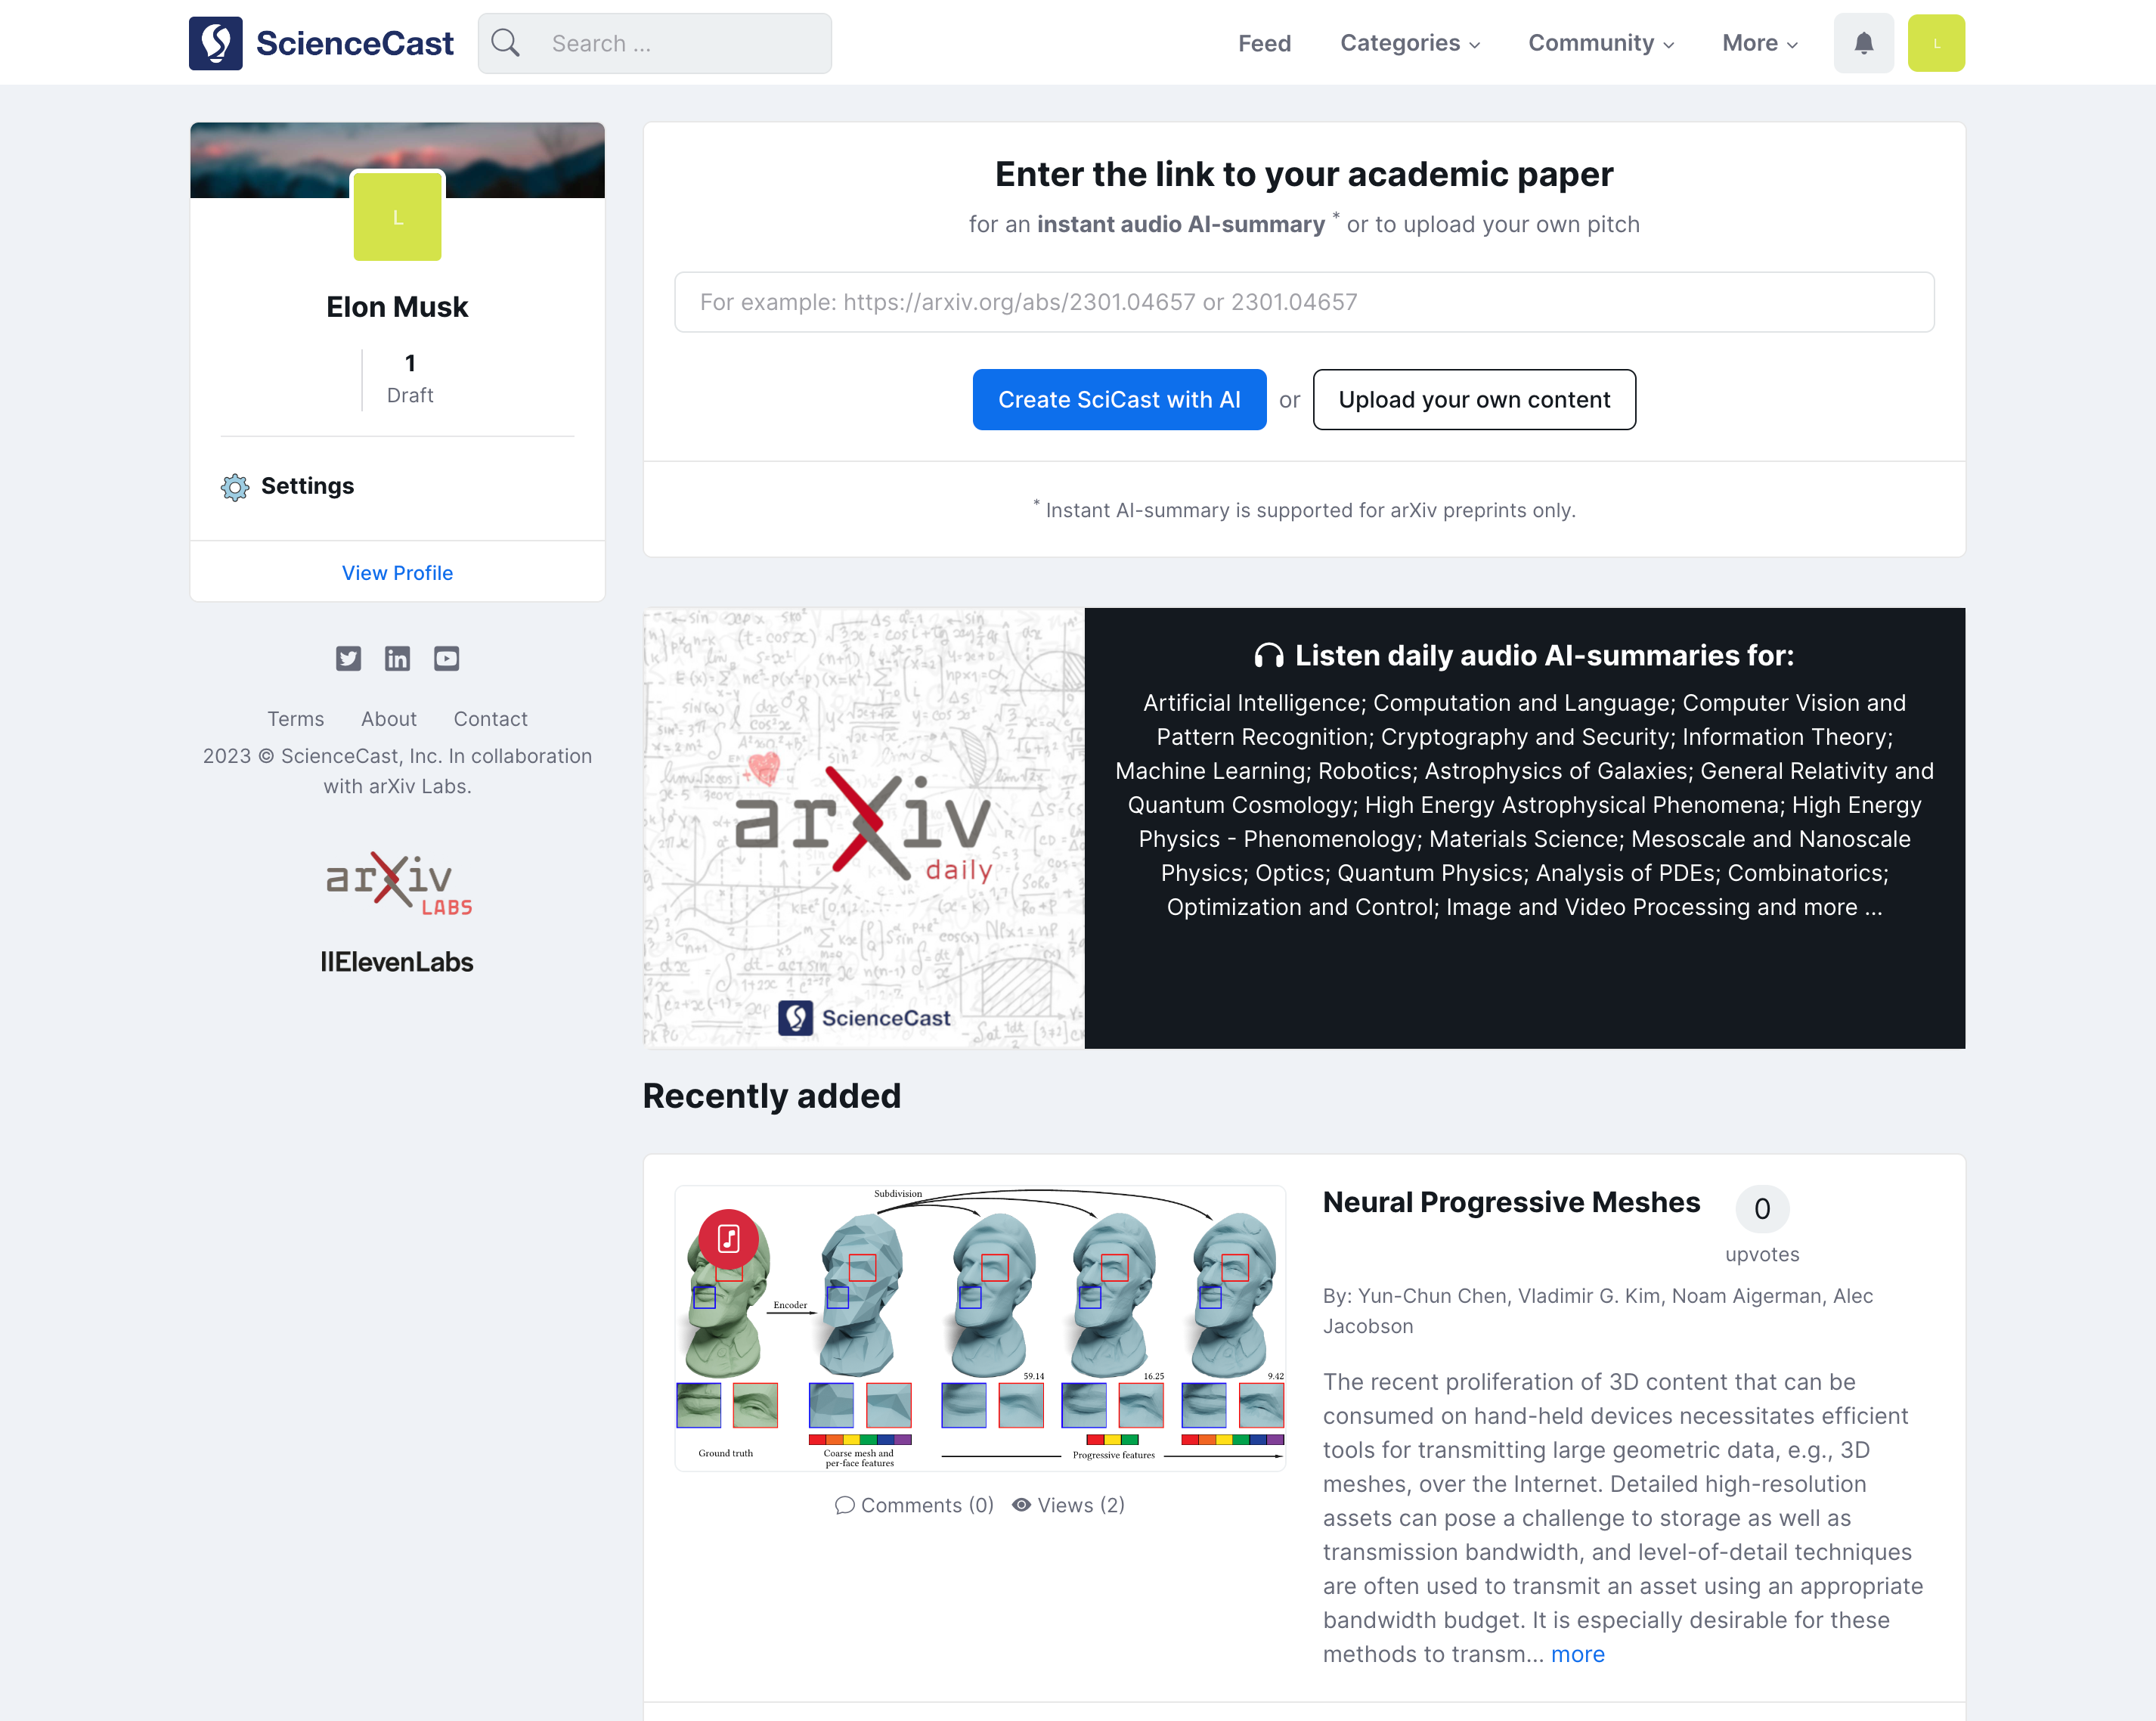 ScienceCast
Search ...
Feed
Categories
Community
More
L
L
Elon Musk
1
Draft
Settings
View Profile
Terms About Contact
2023 © ScienceCast, Inc. In collaboration
with arXiv Labs.
arXiv
LABS
IIElevenLabs
Enter the link to your academic paper
for an instant audio AI-summary * or to upload your own pitch
For example: https://arxiv.org/abs/2301.04657 or 2301.04657
Create SciCast with AI or Upload your own content
* Instant AI-summary is supported for arXiv preprints only.
arXiv
daily
ScienceCast
Listen daily audio AI-summaries for:
Artificial Intelligence; Computation and Language; Computer Vision and
Pattern Recognition; Cryptography and Security; Information Theory;
Machine Learning; Robotics; Astrophysics of Galaxies; General Relativity and
Quantum Cosmology; High Energy Astrophysical Phenomena; High Energy
Physics - Phenomenology; Materials Science; Mesoscale and Nanoscale
Physics; Optics; Quantum Physics; Analysis of PDEs; Combinatorics;
Optimization and Control; Image and Video Processing and more ...
Recently added
Subdivision
Encoder
59.14
16.25
9.42
Ground truth
Coarse mesh and
per-face features
Progressive features
Comments (0) Views (2)
Neural Progressive Meshes
0
upvotes
By: Yun-Chun Chen, Vladimir G. Kim, Noam Aigerman, Alec
Jacobson
The recent proliferation of 3D content that can be
consumed on hand-held devices necessitates efficient
tools for transmitting large geometric data, e.g., 3D
meshes, over the Internet. Detailed high-resolution
assets can pose a challenge to storage as well as
transmission bandwidth, and level-of-detail techniques
are often used to transmit an asset using an appropriate
bandwidth budget. It is especially desirable for these
methods to transm... more